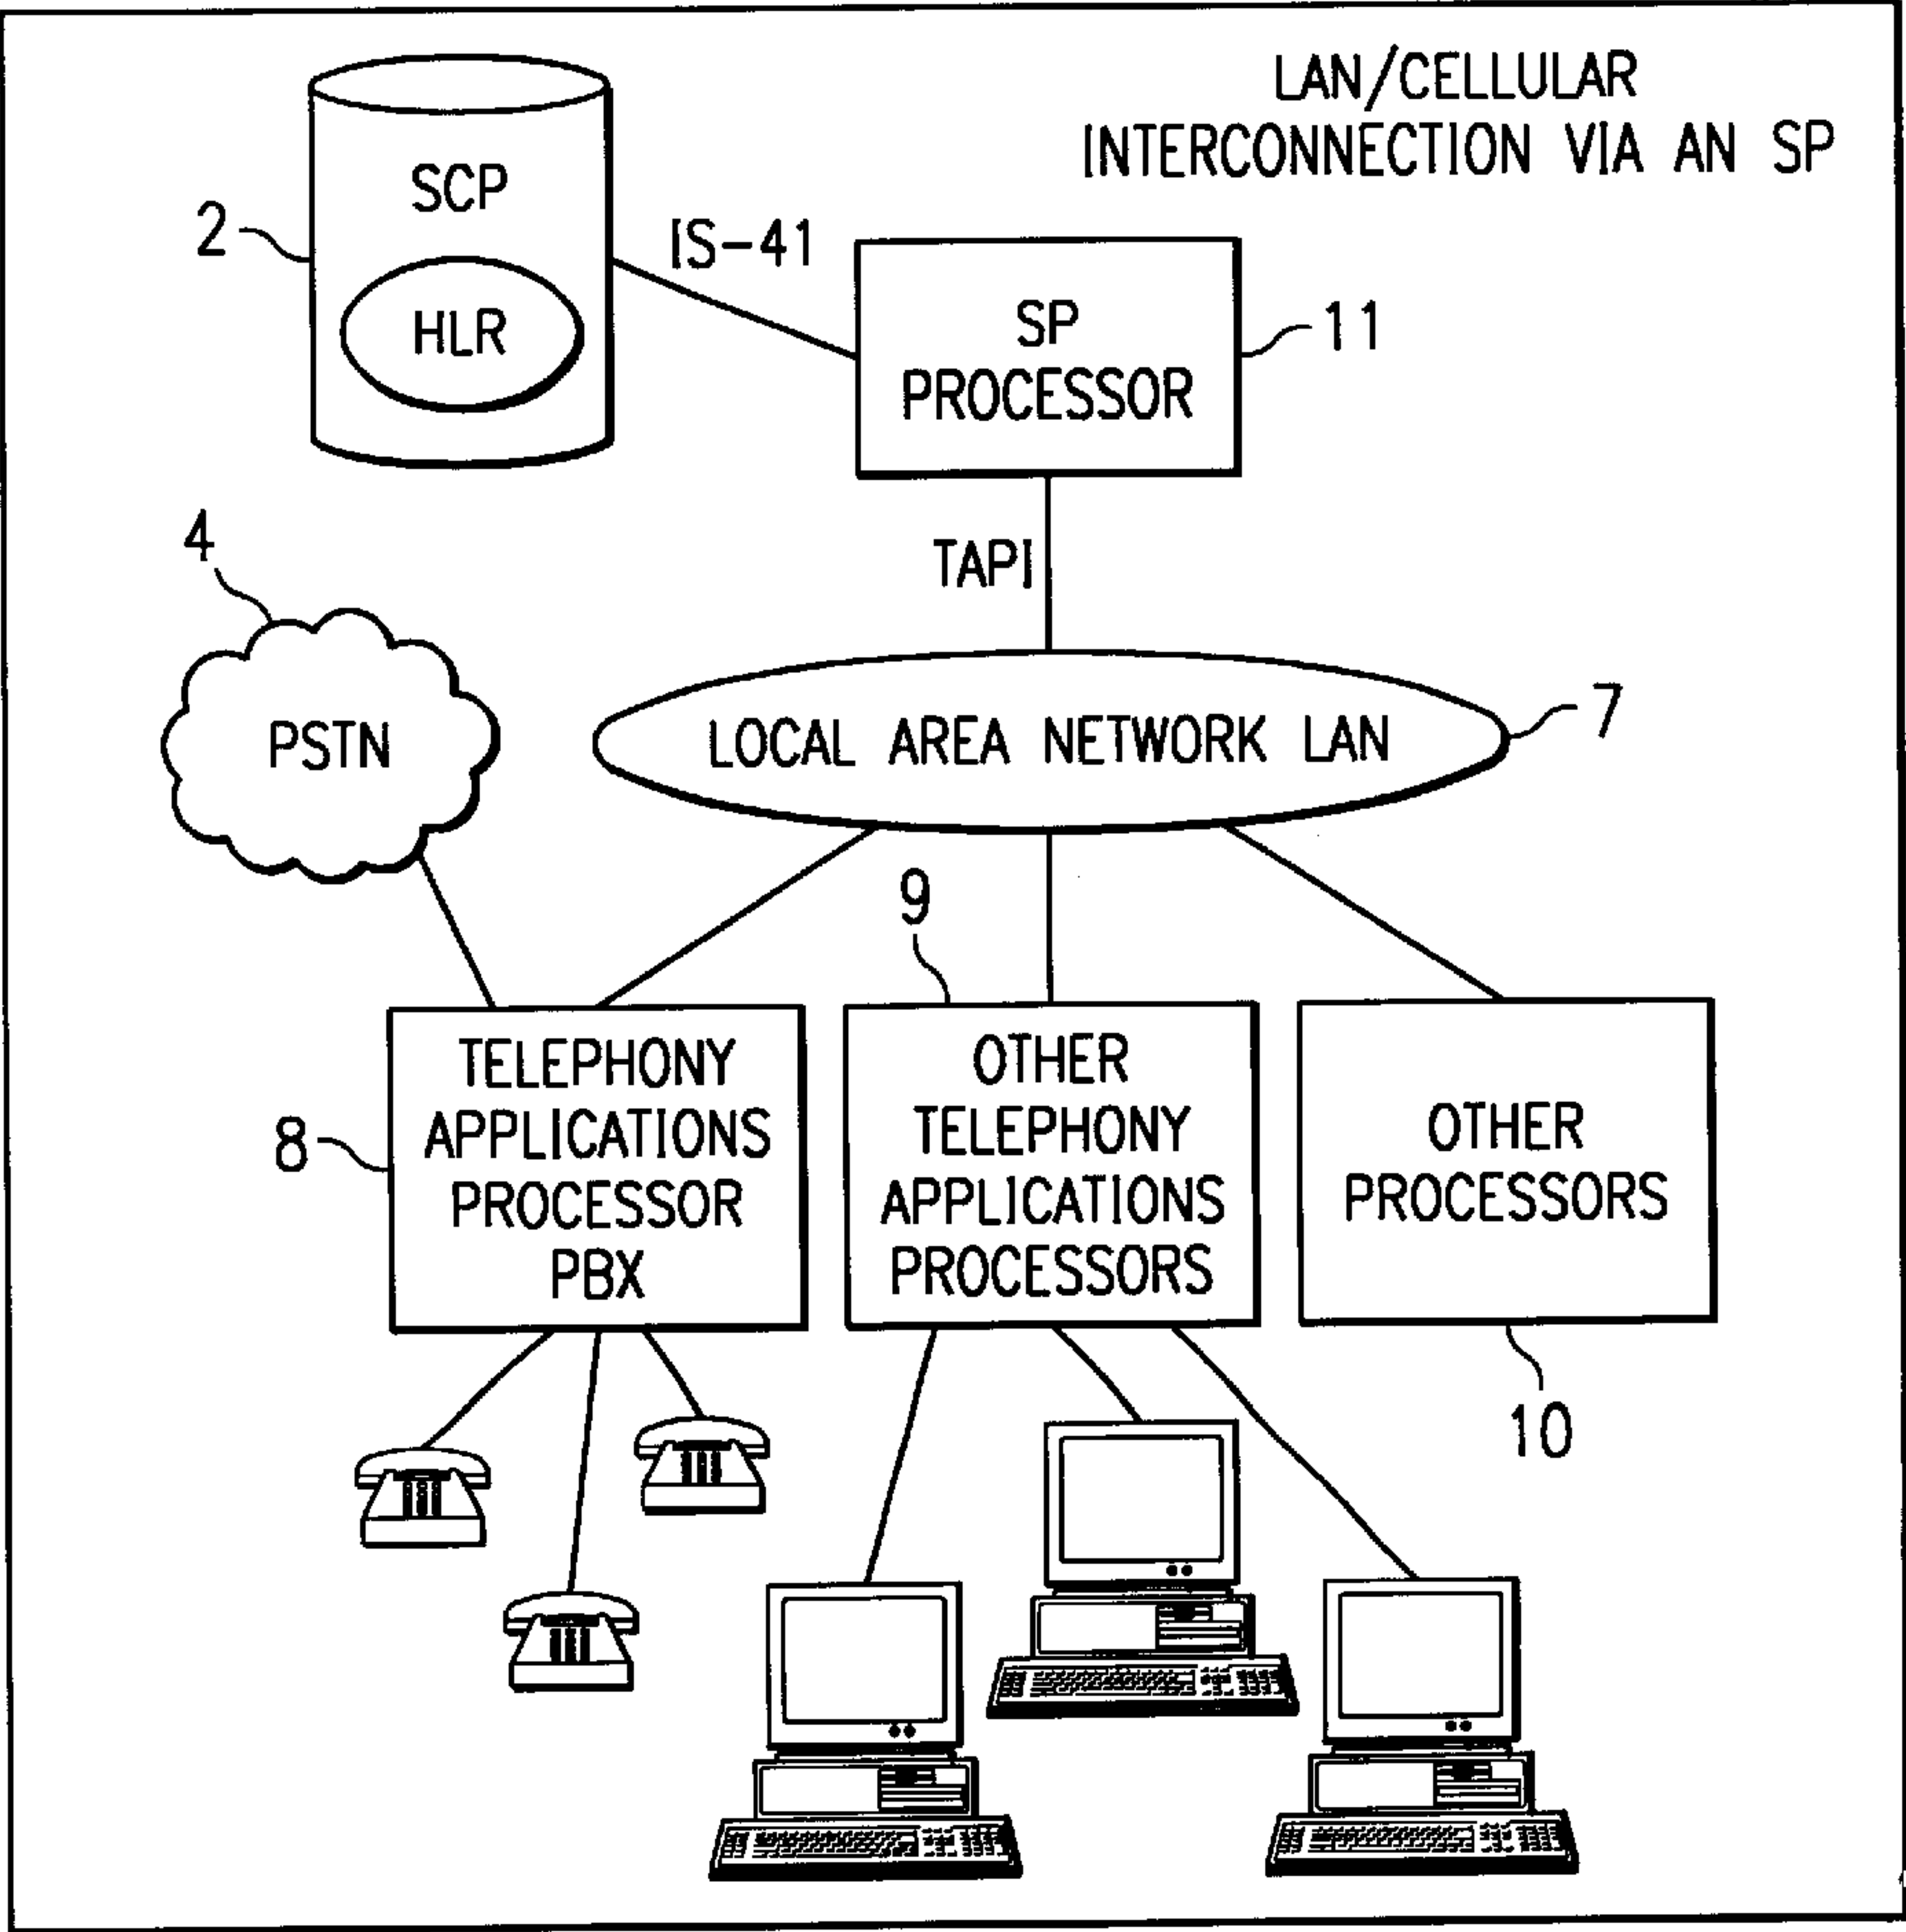 LAN/CELLULAR
INTERCONNECTION VIA AN SP
SCP
2
IS-41
HLR
SP
PROCESSOR
11
4
TAPI
PSTN
LOCAL AREA NETWORK LAN
7
9
TELEPHONY
APPLICATIONS
PROCESSOR
PBX
8
OTHER
TELEPHONY
APPLICATIONS
PROCESSORS
OTHER
PROCESSORS
10